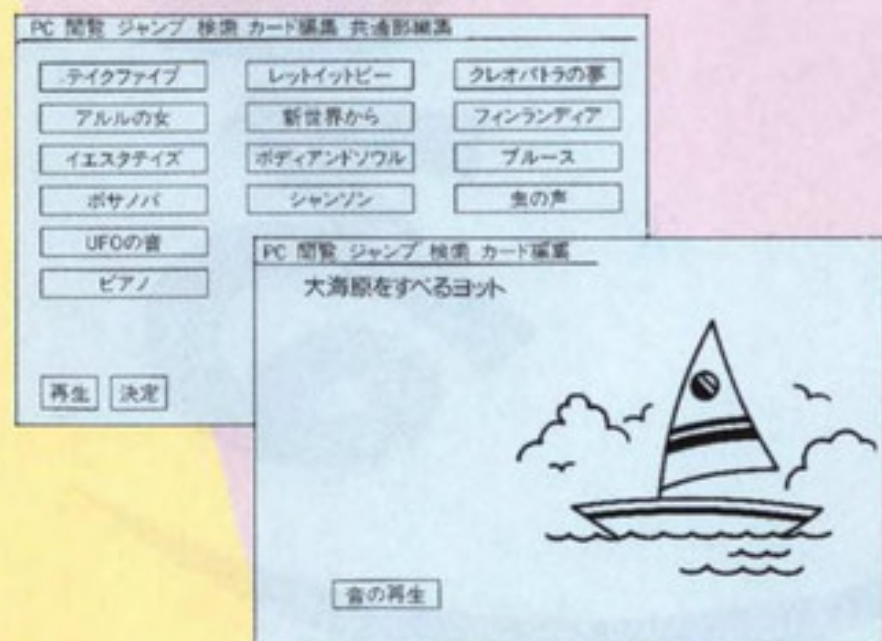 PC 閲覧 ジャンプ 検索 カード編集 共通部編集
テイクファイブ レットイットビー クレオパトラの夢
アルルの女 新世界から フィンランディア
イエスタデイズ ボディアンドソウル ブルース
ボサノバ シャンソン 虫の声
UFOの音
ピアノ
再生 決定
PC 閲覧 ジャンプ 検索 カード編集
大海原をすべるヨット
音の再生